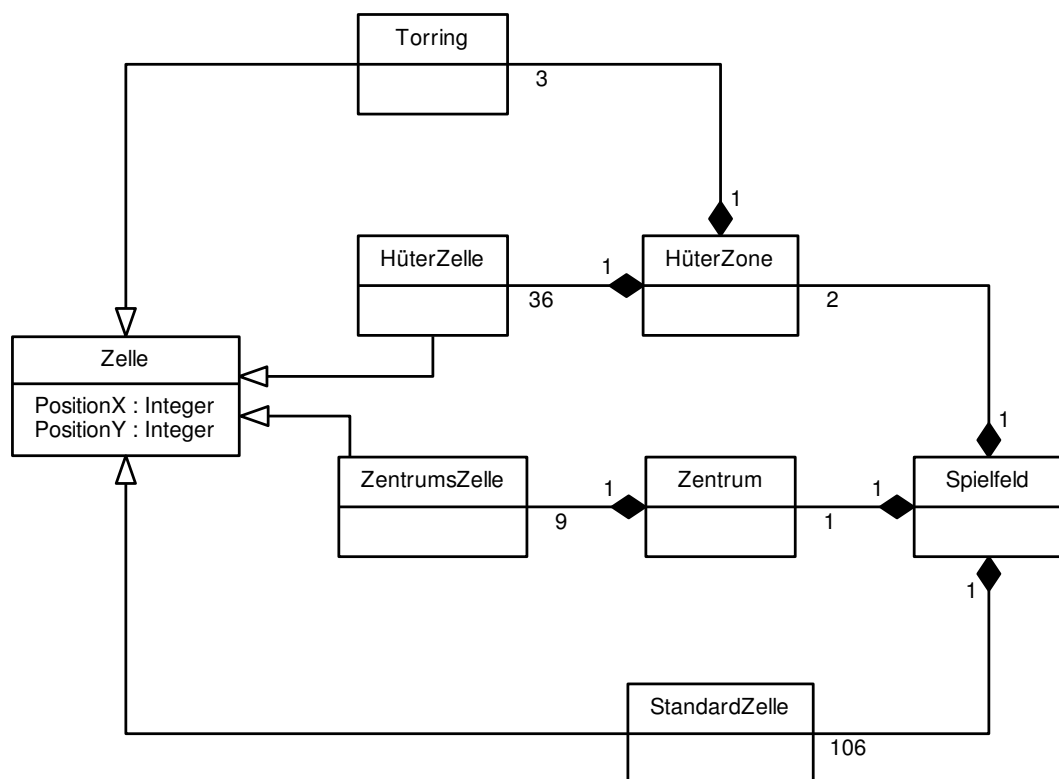 Torring
3
1
HüterZelle
36
1
HüterZone
2
Zelle
PositionX : Integer
PositionY : Integer
1
ZentrumsZelle
9
1
Zentrum
1
1
Spielfeld
1
StandardZelle
106